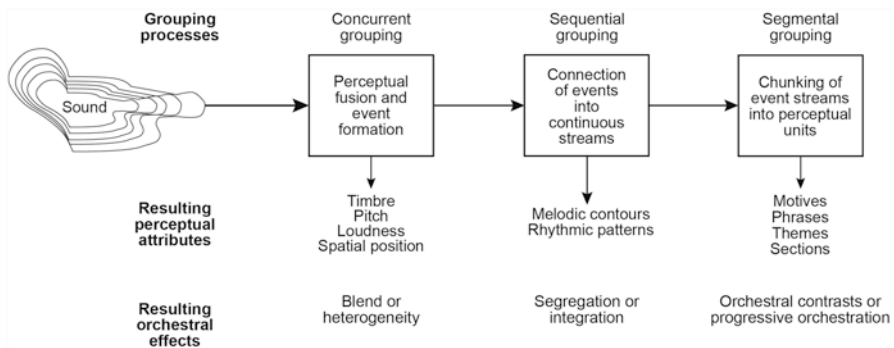 Grouping processes
Concurrent grouping
Sequential grouping
Segmental grouping
Sound
Perceptual
fusion and
event
formation
Connection
of events
into
continuous
streams
Chunking of
event streams
into perceptual
units
Resulting
perceptual
attributes
Timbre
Pitch
Loudness
Spatial position
Melodic contours
Rhythmic patterns
Motives
Phrases
Themes
Sections
Resulting
orchestral
effects
Blend or
heterogeneity
Segregation or
integration
Orchestral contrasts or
progressive orchestration